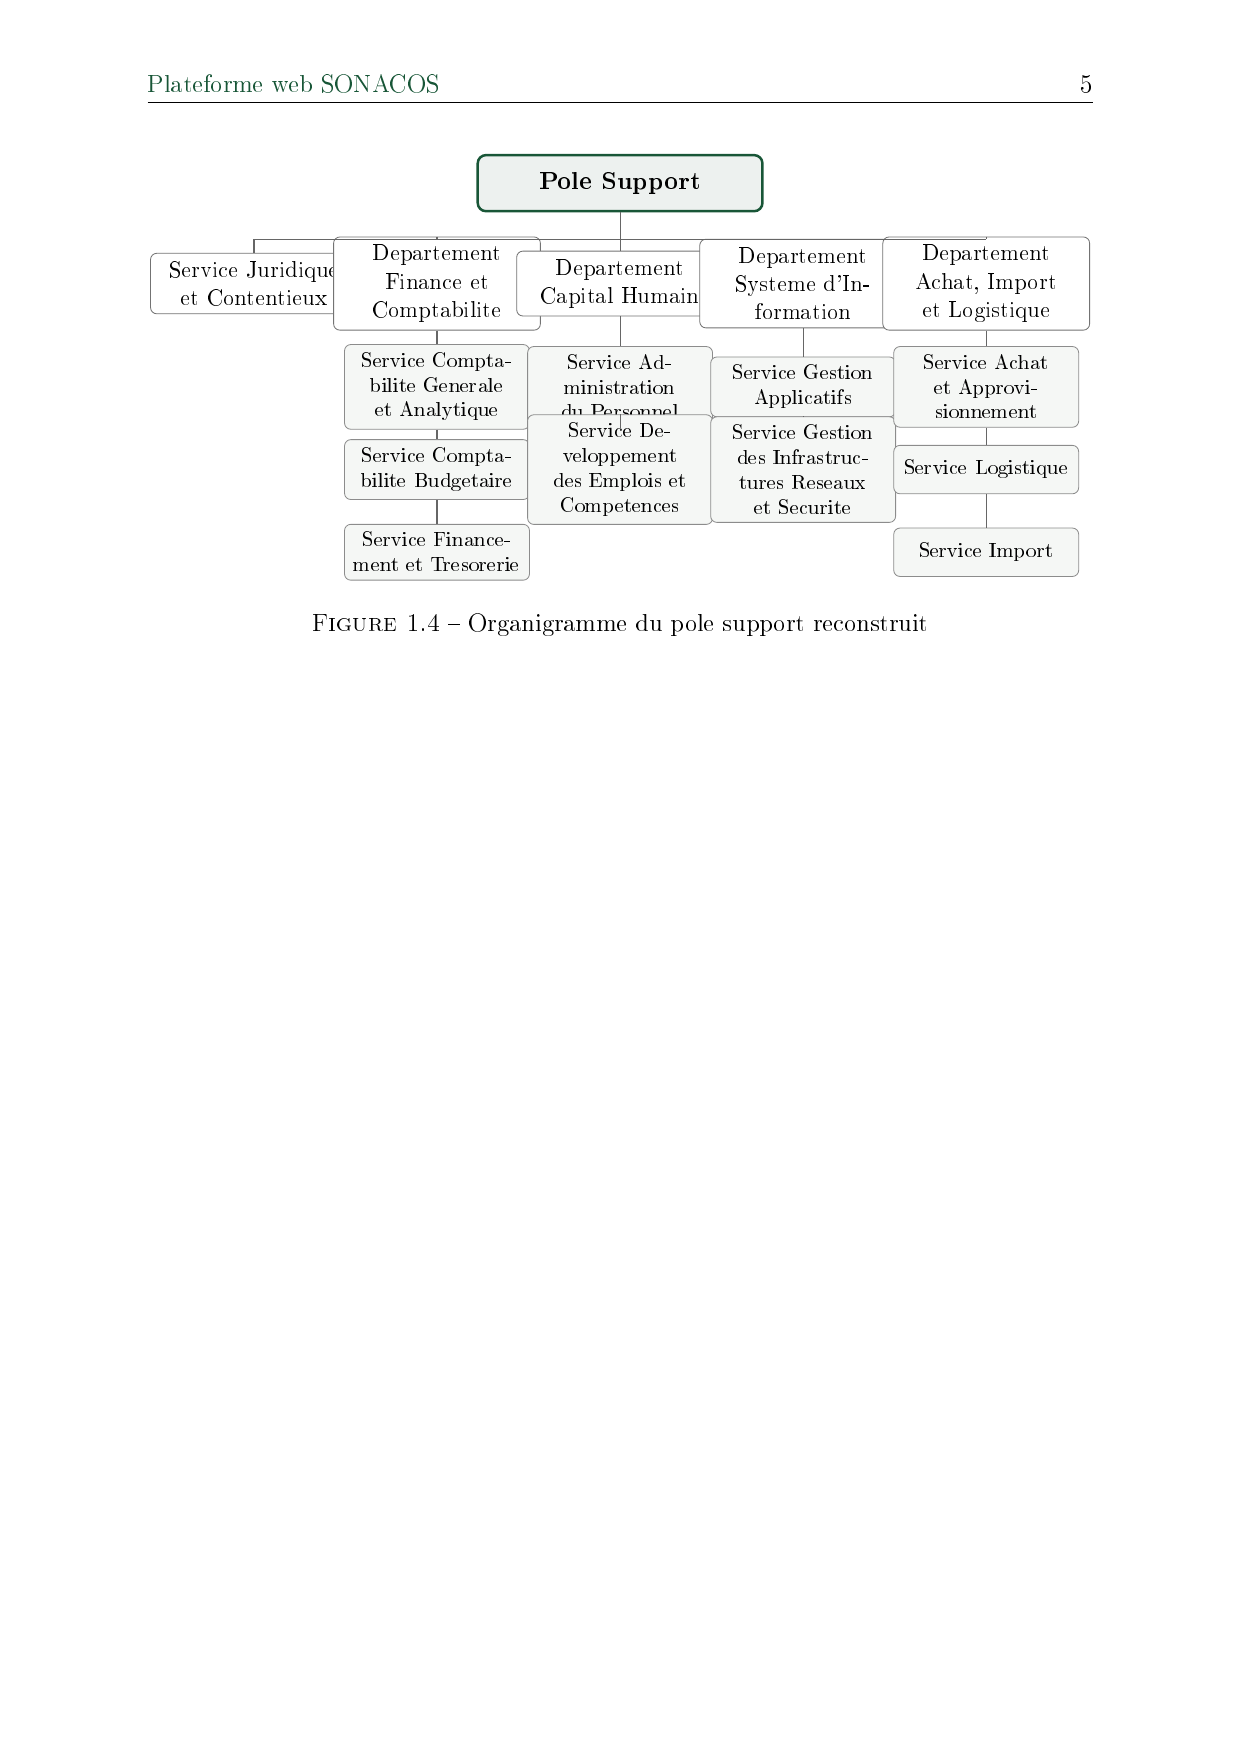 Plateforme web SONACOS 5
Pole Support
Service Juridique
et Contentieux
Departement
Finance et
Comptabilite
Departement
Capital Humain
Departement
Systeme d'In-
formation
Departement
Achat, Import
et Logistique
Service Compta-
bilite Generale
et Analytique
Service Compta-
bilite Budgetaire
Service Finance-
ment et Tresorerie
Service Ad-
ministration
du Personnel
Service De-
veloppement
des Emplois et
Competences
Service Gestion
Applicatifs
Service Gestion
des Infrastruc-
tures Reseaux
et Securite
Service Achat
et Approvi-
sionnement
Service Logistique
Service Import
FIGURE 1.4 – Organigramme du pole support reconstruit